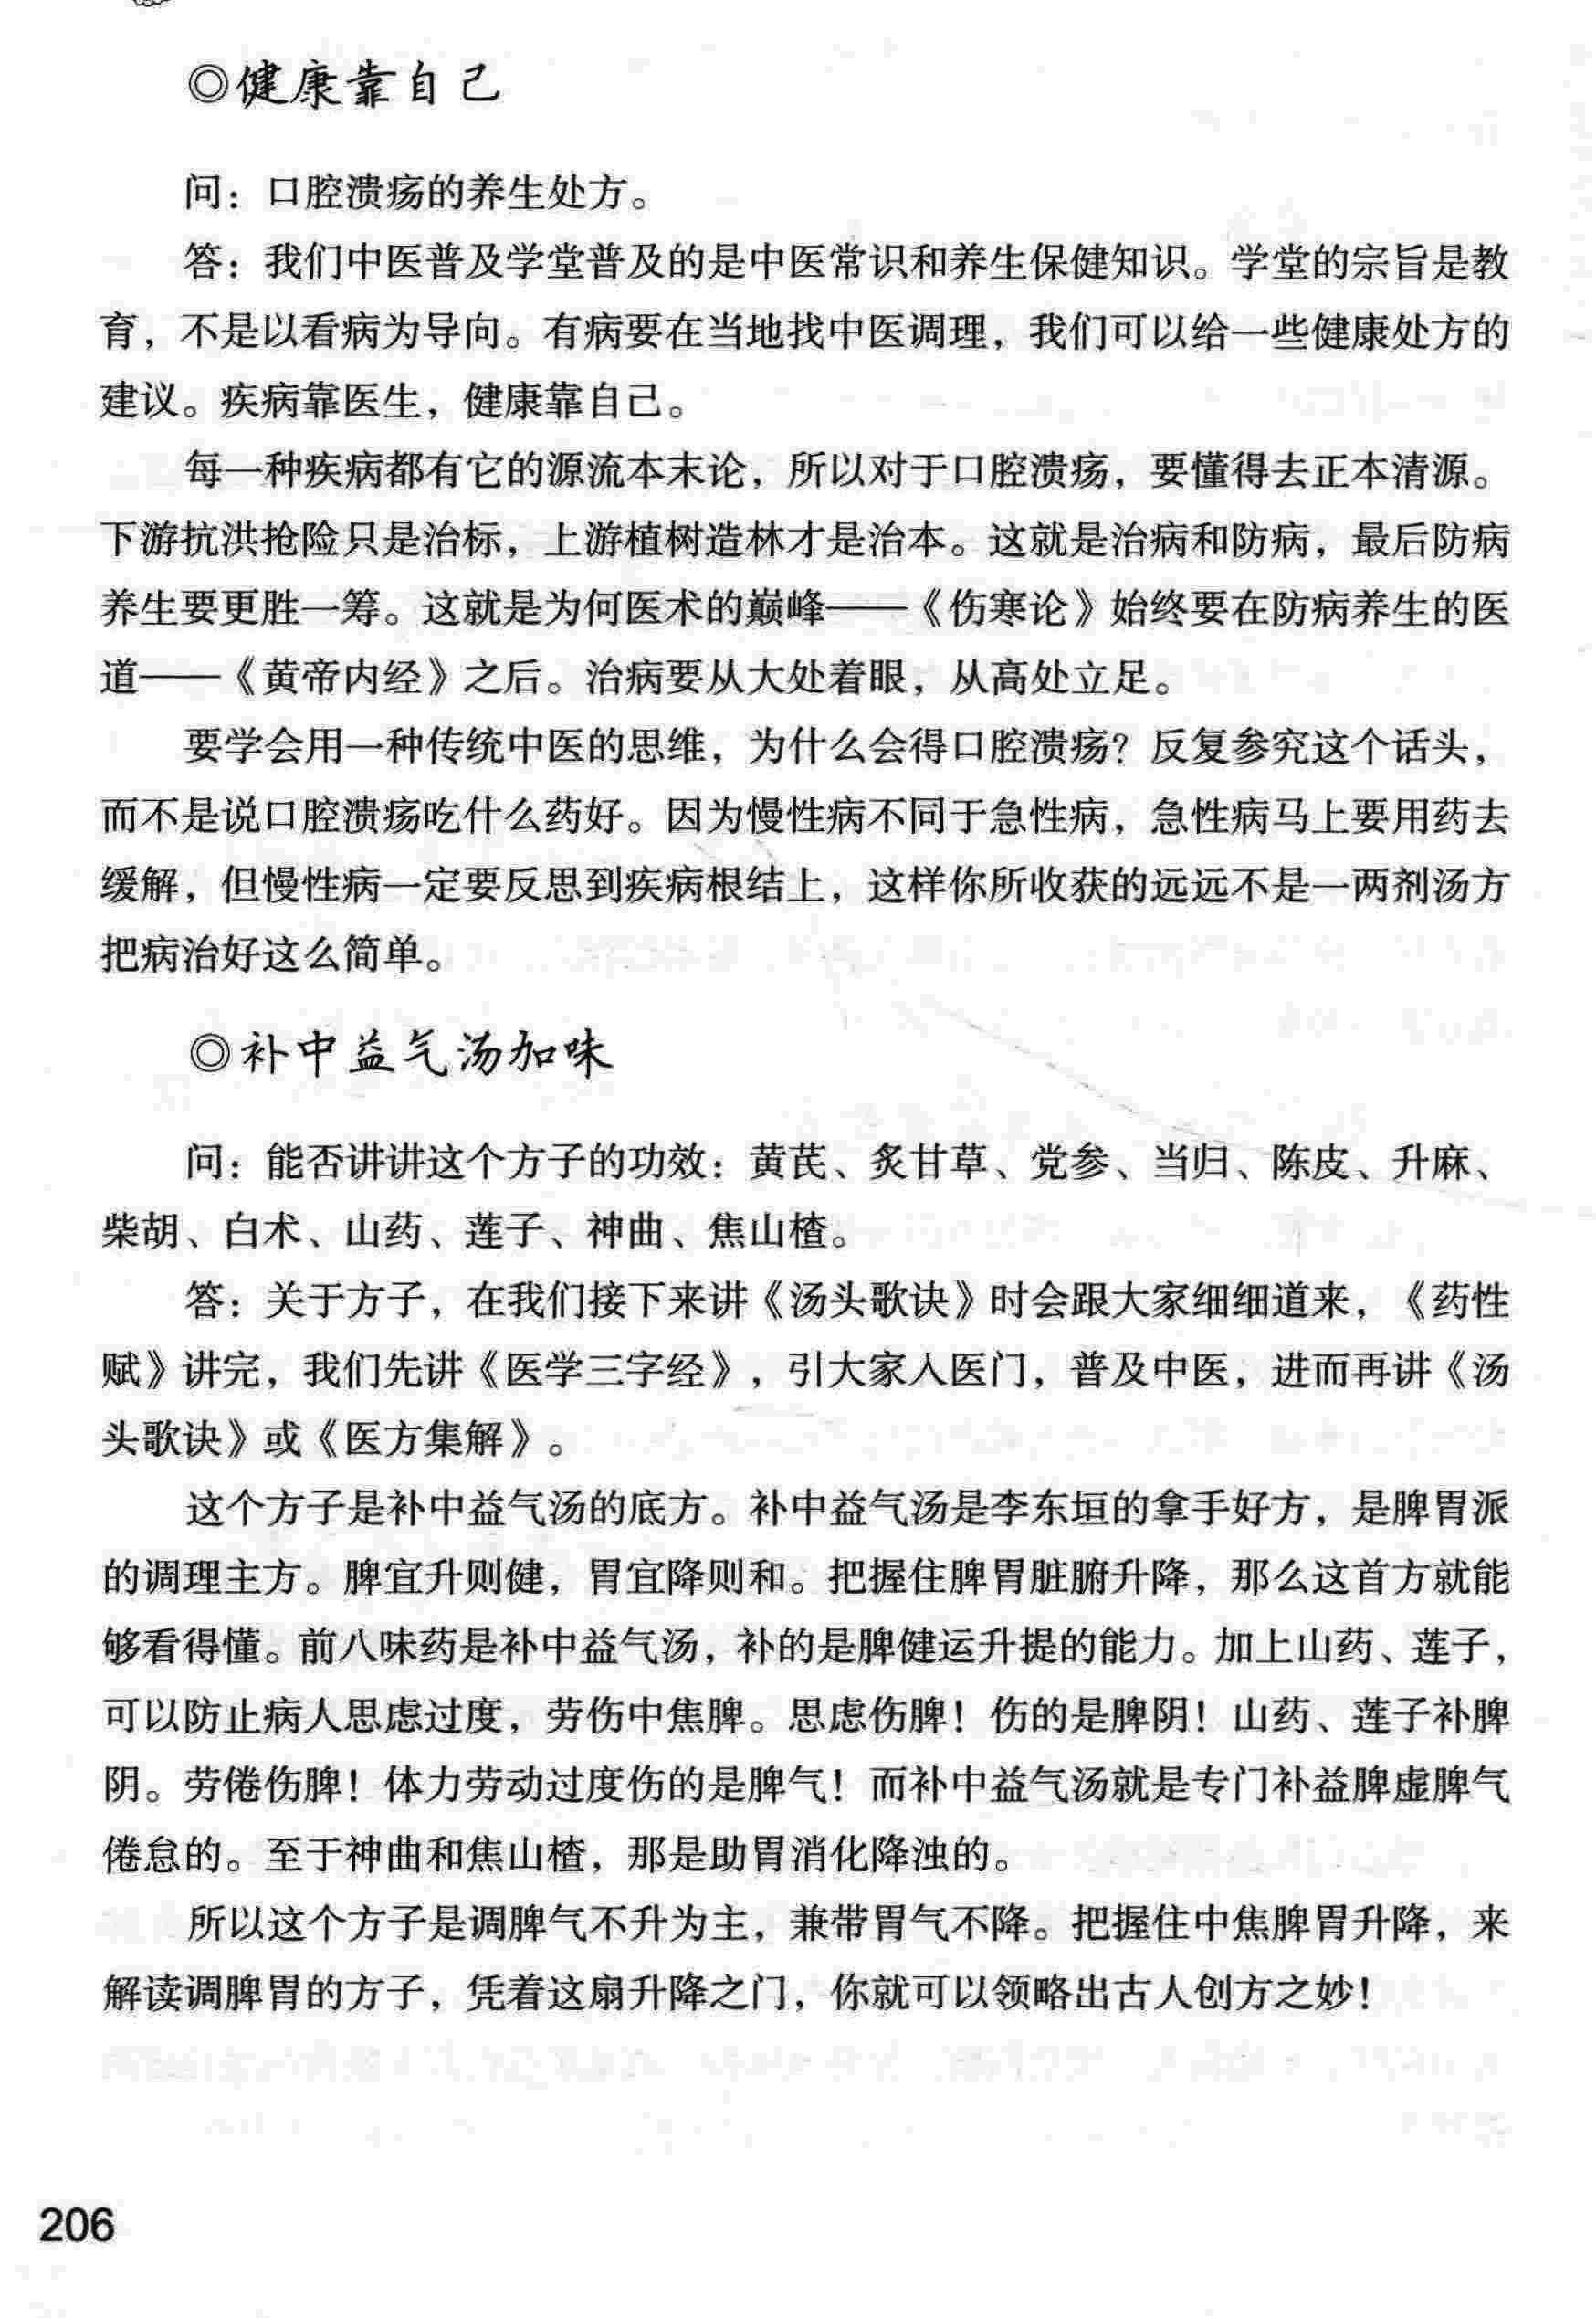 ◎健康靠自己
问：口腔溃疡的养生处方。
答：我们中医普及学堂普及的是中医常识和养生保健知识。学堂的宗旨是教
育，不是以看病为导向。有病要在当地找中医调理，我们可以给一些健康处方的
建议。疾病靠医生，健康靠自己。
每一种疾病都有它的源流本末论，所以对于口腔溃疡，要懂得去正本清源。
下游抗洪抢险只是治标，上游植树造林才是治本。这就是治病和防病，最后防病
养生要更胜一筹。这就是为何医术的巅峰——《伤寒论》始终要在防病养生的医
道——《黄帝内经》之后。治病要从大处着眼，从高处立足。
要学会用一种传统中医的思维，为什么会得口腔溃疡？反复参究这个话头，
而不是说口腔溃疡吃什么药好。因为慢性病不同于急性病，急性病马上要用药去
缓解，但慢性病一定要反思到疾病根结上，这样你所收获的远远不是一两剂汤方
把病治好这么简单。
◎补中益气汤加味
问：能否讲讲这个方子的功效：黄芪、炙甘草、党参、当归、陈皮、升麻、
柴胡、白术、山药、莲子、神曲、焦山楂。
答：关于方子，在我们接下来讲《汤头歌诀》时会跟大家细细道来，《药性
赋》讲完，我们先讲《医学三字经》，引大家入医门，普及中医，进而再讲《汤
头歌诀》或《医方集解》。
这个方子是补中益气汤的底方。补中益气汤是李东垣的拿手好方，是脾胃派
的调理主方。脾宜升则健，胃宜降则和。把握住脾胃脏腑升降，那么这首方就能
够看得懂。前八味药是补中益气汤，补的是脾健运升提的能力。加上山药、莲子，
可以防止病人思虑过度，劳伤中焦脾。思虑伤脾！伤的是脾阴！山药、莲子补脾
阴。劳倦伤脾！体力劳动过度伤的是脾气！而补中益气汤就是专门补益脾虚脾气
倦怠的。至于神曲和焦山楂，那是助胃消化降浊的。
所以这个方子是调脾气不升为主，兼带胃气不降。把握住中焦脾胃升降，来
解读调脾胃的方子，凭着这扇升降之门，你就可以领略出古人创方之妙！
206